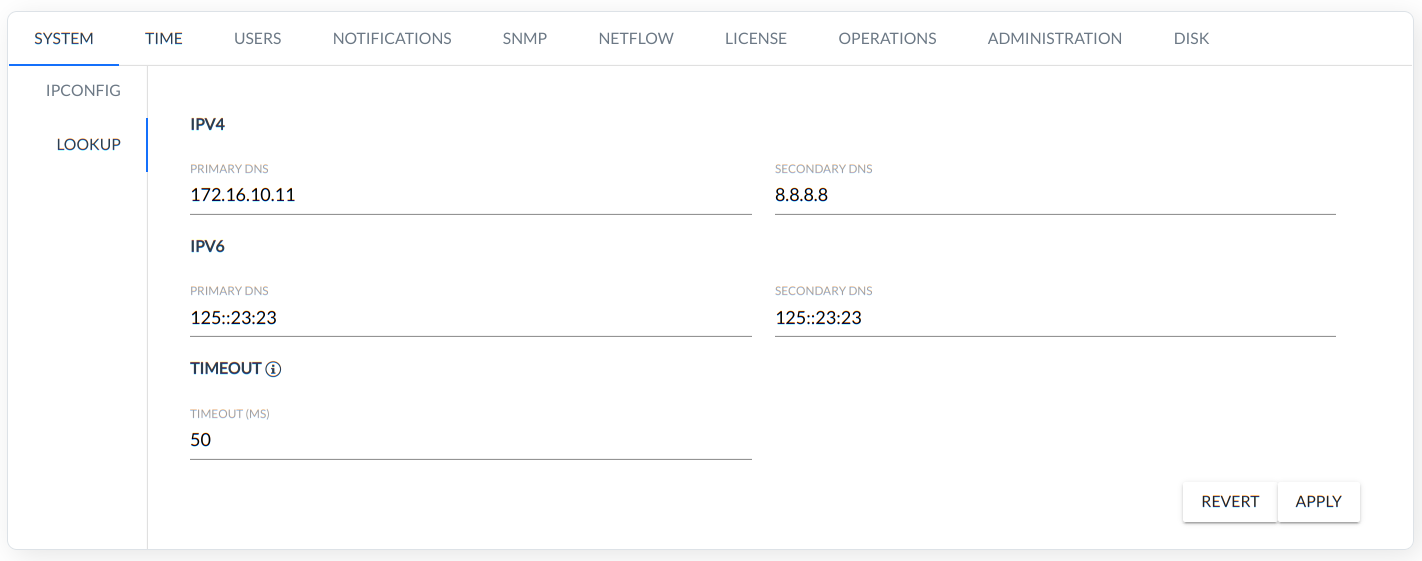 SYSTEM TIME USERS NOTIFICATIONS SNMP NETFLOW LICENSE OPERATIONS ADMINISTRATION DISK
IPCONFIG
LOOKUP
IPV4
PRIMARY DNS SECONDARY DNS
172.16.10.11 8.8.8.8
IPV6
PRIMARY DNS SECONDARY DNS
125::23:23 125::23:23
TIMEOUT
TIMEOUT (MS)
50
REVERT APPLY